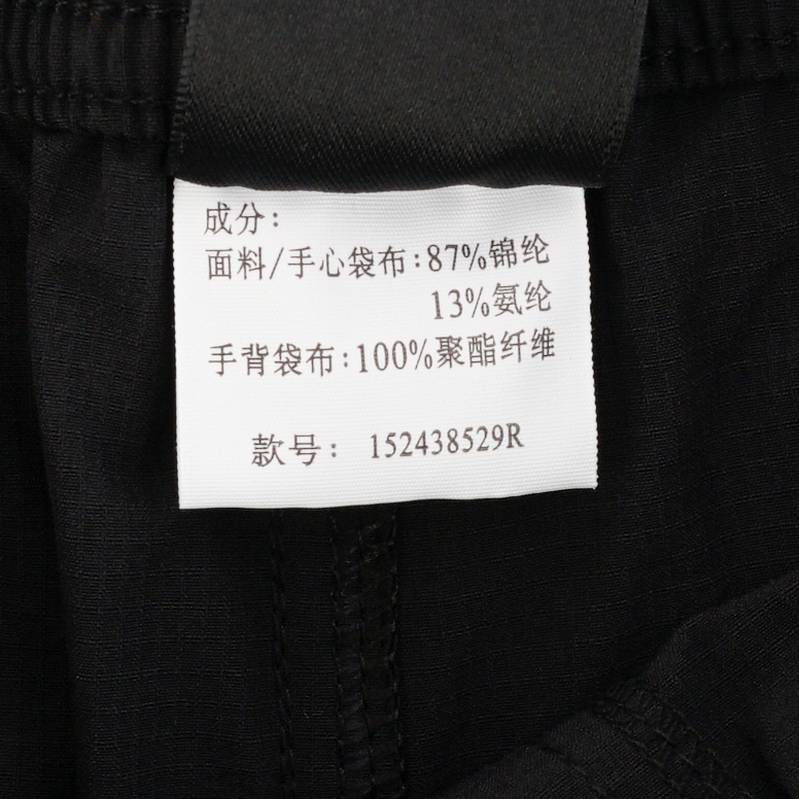 成分：
面料/手心袋布：87%锦纶
13%氨纶
手背袋布：100%聚酯纤维
款号： 152438529R